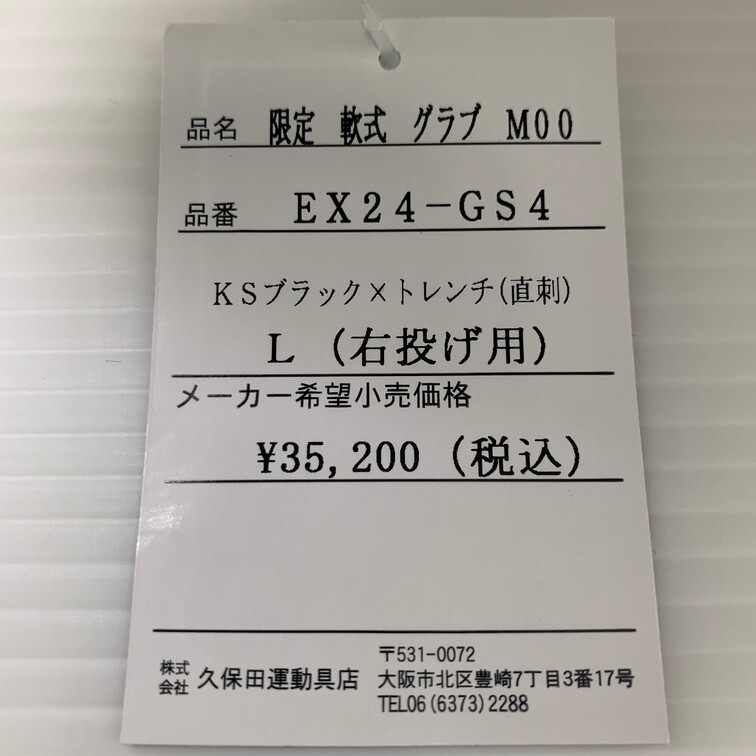 品名 限定 軟式 グラブ M00
品番 EX24-GS4
KSブラック×トレンチ(直刺)
L (右投げ用)
メーカー希望小売価格
¥35,200 (税込)
株式会社 久保田運動具店
〒531-0072
大阪市北区豊崎7丁目3番17号
TEL06(6373)2288